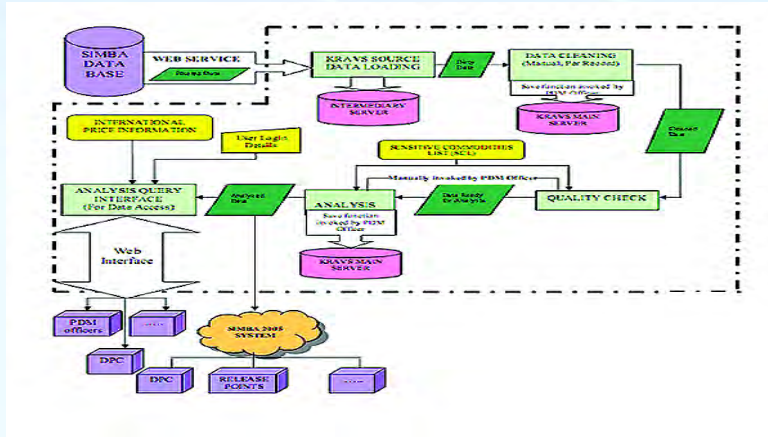 SIMBA
DATA
BASE
WEB SERVICE
KRAVS SOURCE
DATA LOADING
Dirty
Data
DATA CLEANING
(Manual, Per Record)
Save function invoked by
PDM Officer
INTERMEDIARY
SERVER
KRAVS MAIN
SERVER
Cleaned
Data
INTERNATIONAL
PRICE INFORMATION
User Login
Details
SENSITIVE COMMODITIES
LIST (SCL)
Manually invoked by PDM Officer
ANALYSIS QUERY
INTERFACE
(For Data Access)
Analysed
Data
ANALYSIS
Save function
invoked by PDM
Officer
Data Ready
for Analysis
QUALITY CHECK
KRAVS MAIN
SERVER
Web
Interface
PDM
officers
DPC
SIMBA 2005
SYSTEM
DPC
RELEASE
POINTS